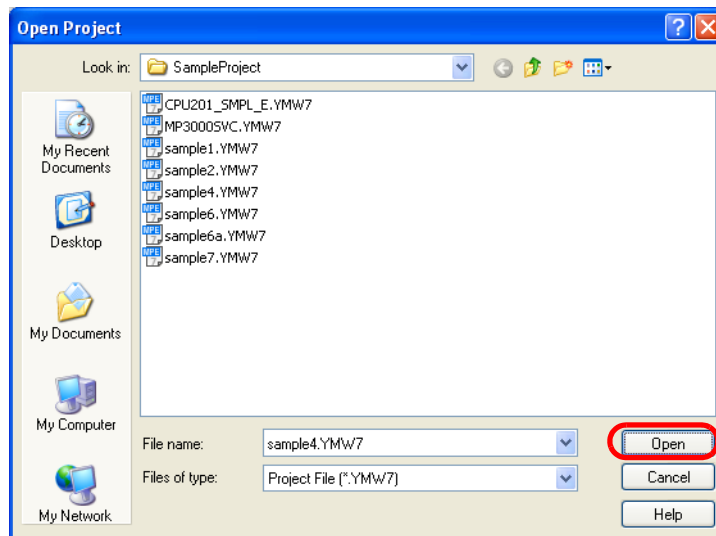 Open Project
Look in: SampleProject
My Recent
Documents
Desktop
My Documents
My Computer
My Network
CPU201_SMPL_E.YMW7
MP3000SVC.YMW7
sample1.YMW7
sample2.YMW7
sample4.YMW7
sample6.YMW7
sample6a.YMW7
sample7.YMW7
File name: sample4.YMW7 Open
Files of type: Project File (*.YMW7) Cancel
Help